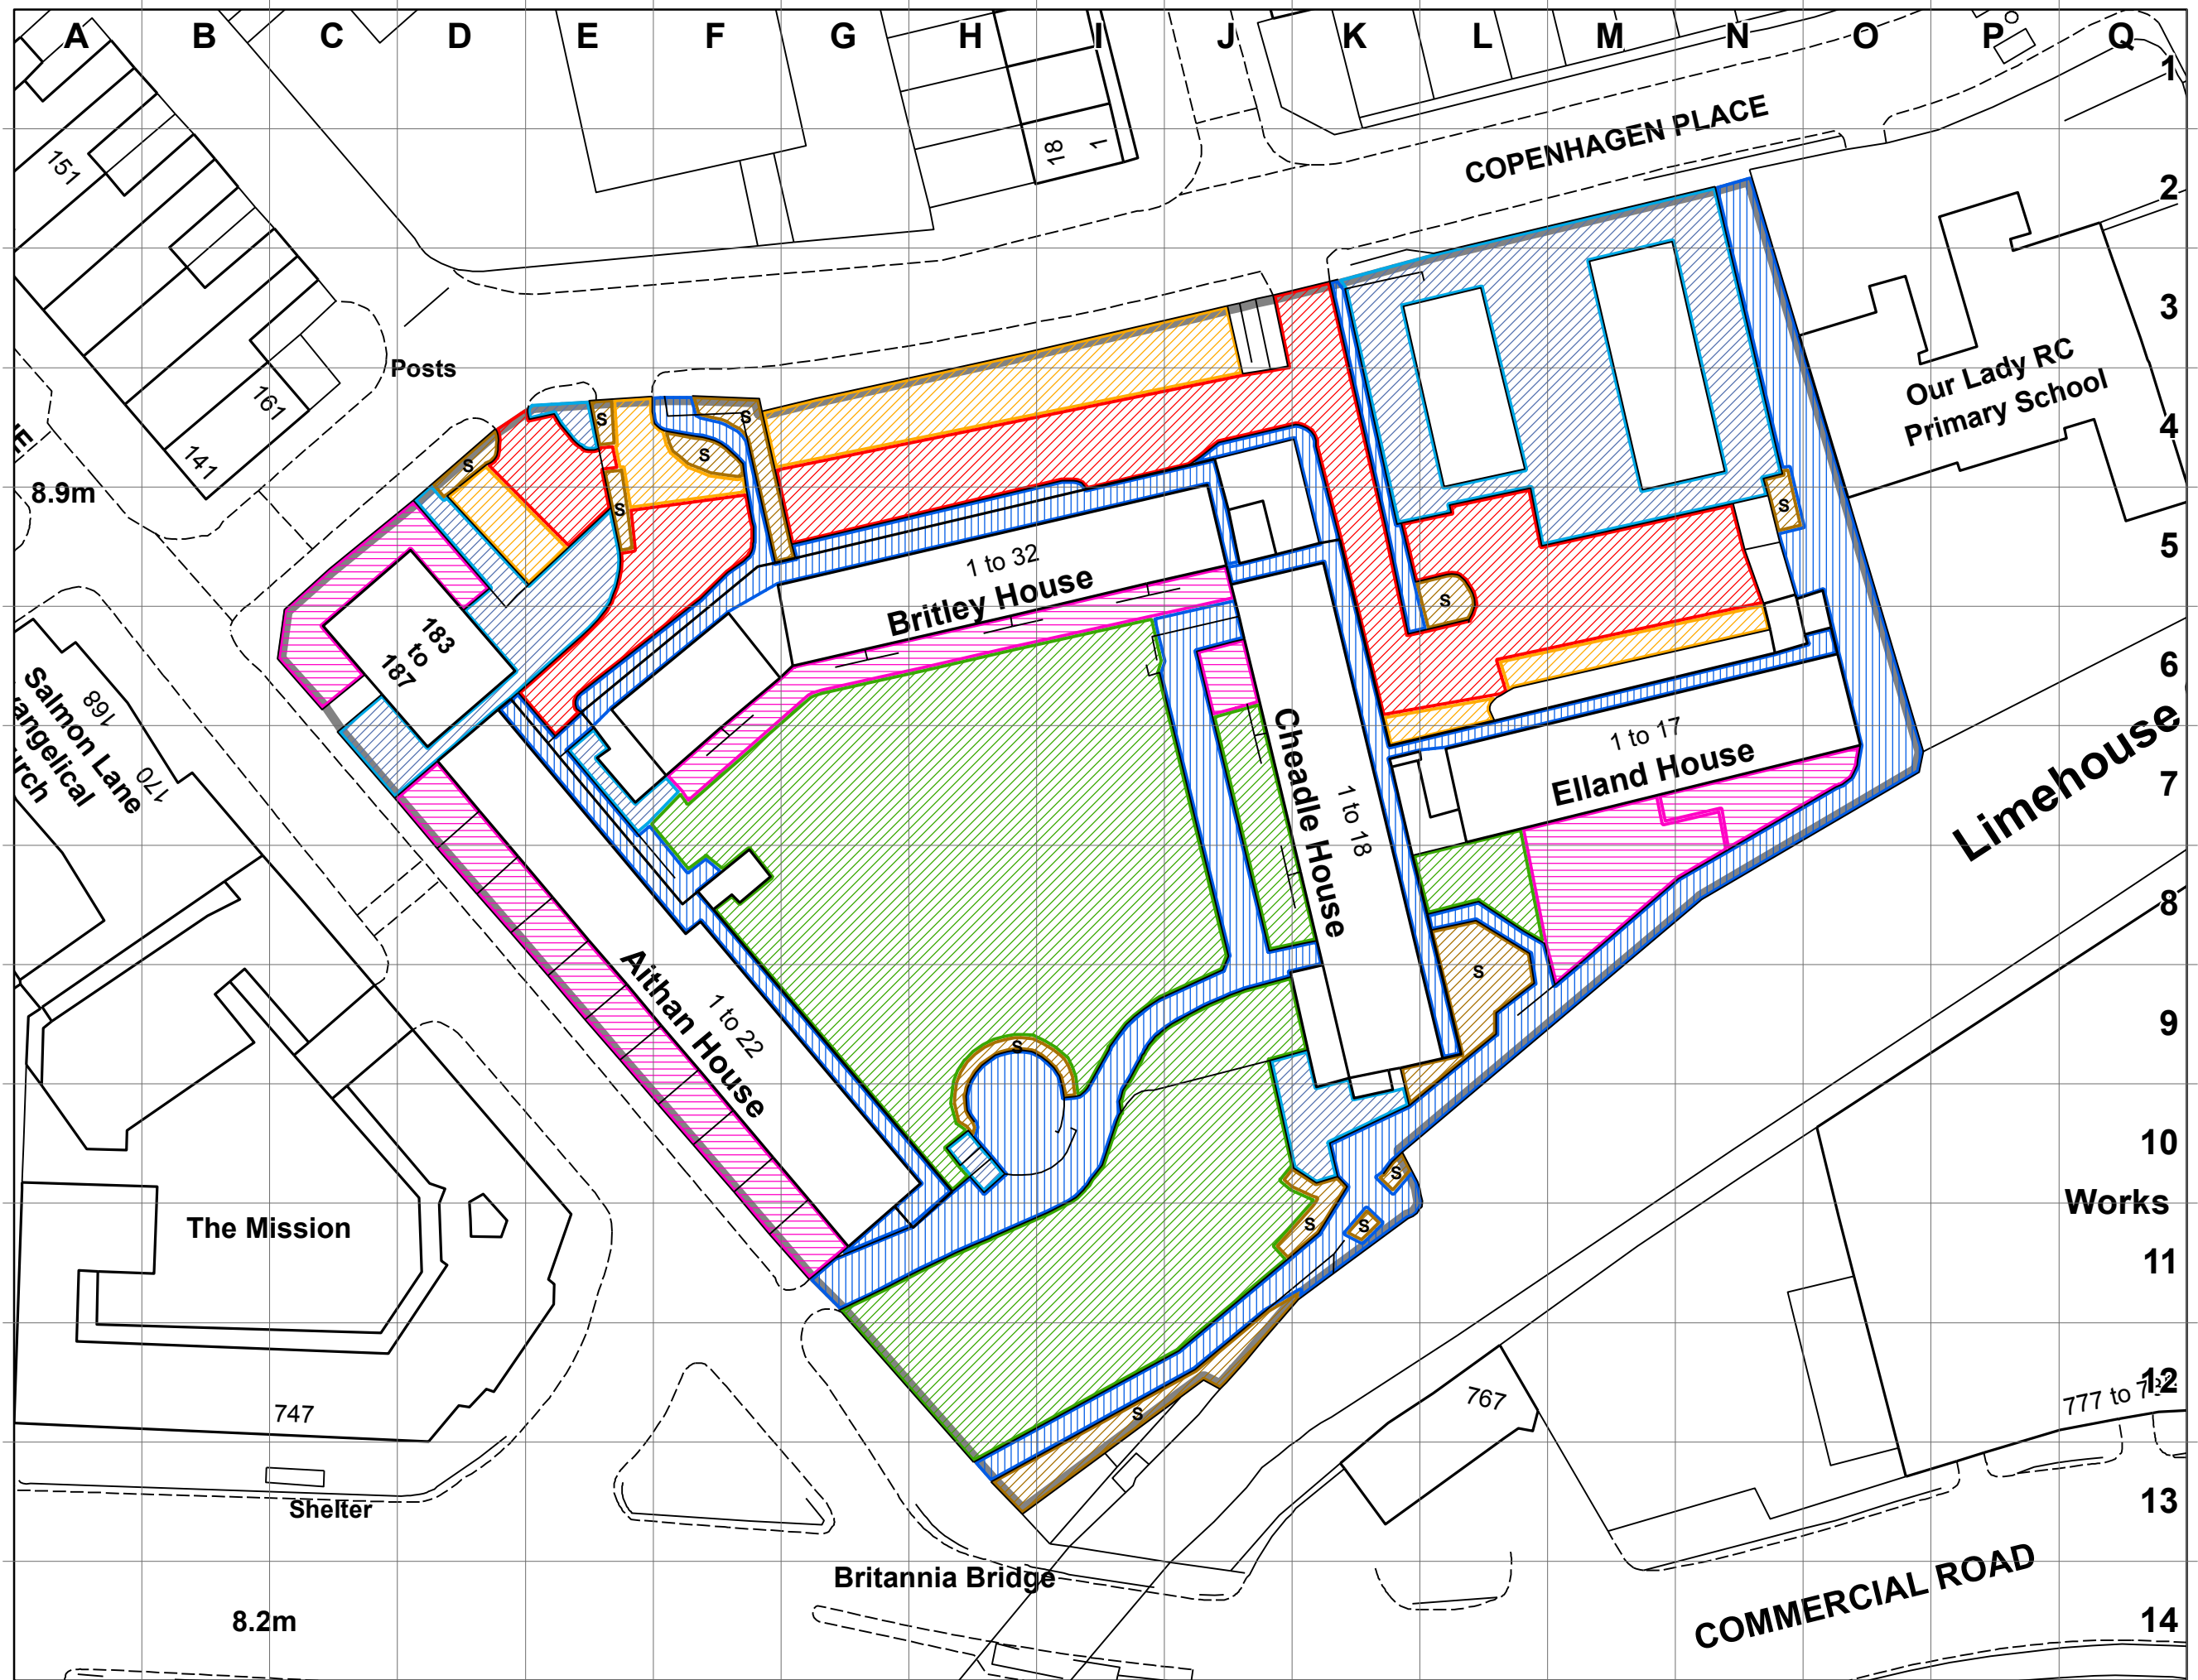 A B C D E F G H I J K L M N O P Q
1
2
3
4
5
6
7
8
9
10
11
12
13
14
COPENHAGEN PLACE
18
1
151
161
141
Posts
8.9m
Our Lady RC
Primary School
S
S
S
S
S
S
S
1 to 32
Britley House
183
to
187
Salmon Lane
168
170
1 to 17
Elland House
Cheadle House
1 to 18
Limehouse
Aithan House
1 to 22
S
S
S
S
S
S
The Mission
Works
747
767
777 to
Shelter
Britannia Bridge
8.2m
COMMERCIAL ROAD